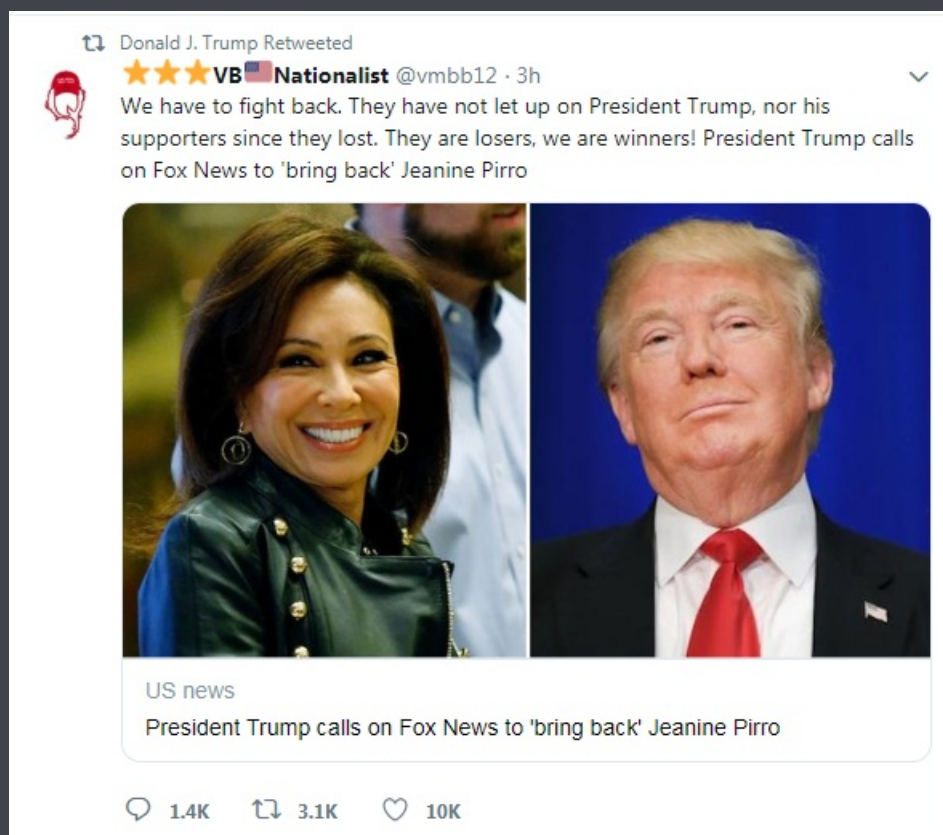 Donald J. Trump Retweeted
⭐⭐⭐VB🇺🇸Nationalist @vmbb12 · 3h
We have to fight back. They have not let up on President Trump, nor his
supporters since they lost. They are losers, we are winners! President Trump calls
on Fox News to 'bring back' Jeanine Pirro
US news
President Trump calls on Fox News to 'bring back' Jeanine Pirro
1.4K 3.1K 10K